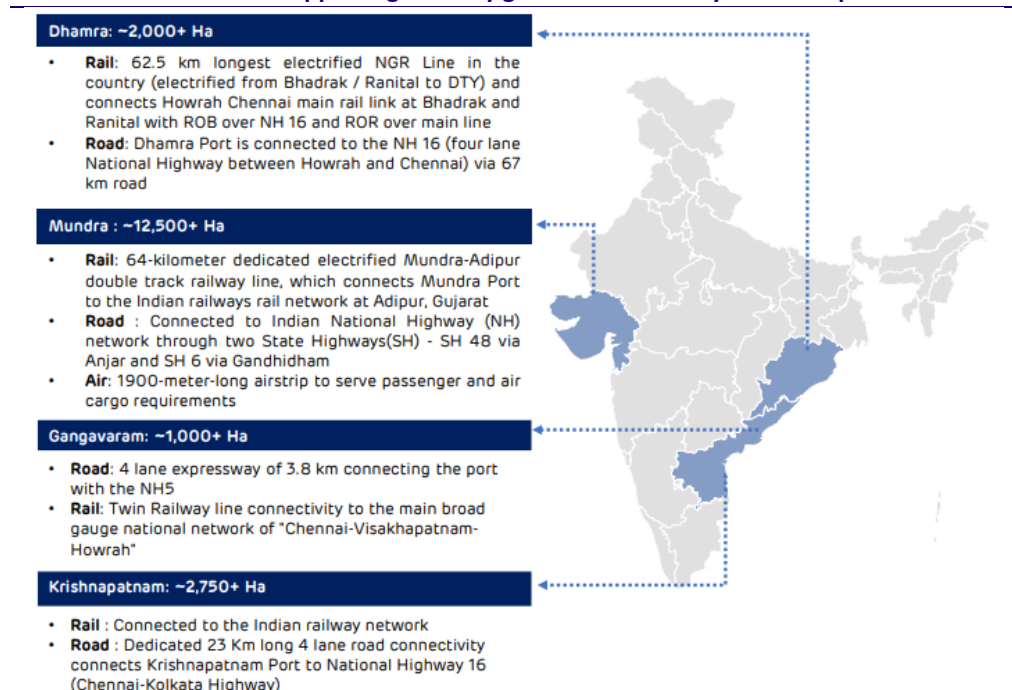 Dhamra: ~2,000+ Ha
• Rail: 62.5 km longest electrified NGR Line in the
country (electrified from Bhadrak / Ranital to DTY) and
connects Howrah Chennai main rail link at Bhadrak and
Ranital with ROB over NH 16 and ROR over main line
• Road: Dhamra Port is connected to the NH 16 (four lane
National Highway between Howrah and Chennai) via 67
km road
Mundra : ~12,500+ Ha
• Rail: 64-kilometer dedicated electrified Mundra-Adipur
double track railway line, which connects Mundra Port
to the Indian railways rail network at Adipur, Gujarat
• Road : Connected to Indian National Highway (NH)
network through two State Highways(SH) - SH 48 via
Anjar and SH 6 via Gandhidham
• Air: 1900-meter-long airstrip to serve passenger and air
cargo requirements
Gangavaram: ~1,000+ Ha
• Road: 4 lane expressway of 3.8 km connecting the port
with the NH5
• Rail: Twin Railway line connectivity to the main broad
gauge national network of "Chennai-Visakhapatnam-
Howrah"
Krishnapatnam: ~2,750+ Ha
• Rail : Connected to the Indian railway network
• Road : Dedicated 23 Km long 4 lane road connectivity
connects Krishnapatnam Port to National Highway 16
(Chennai-Kolkata Highway)